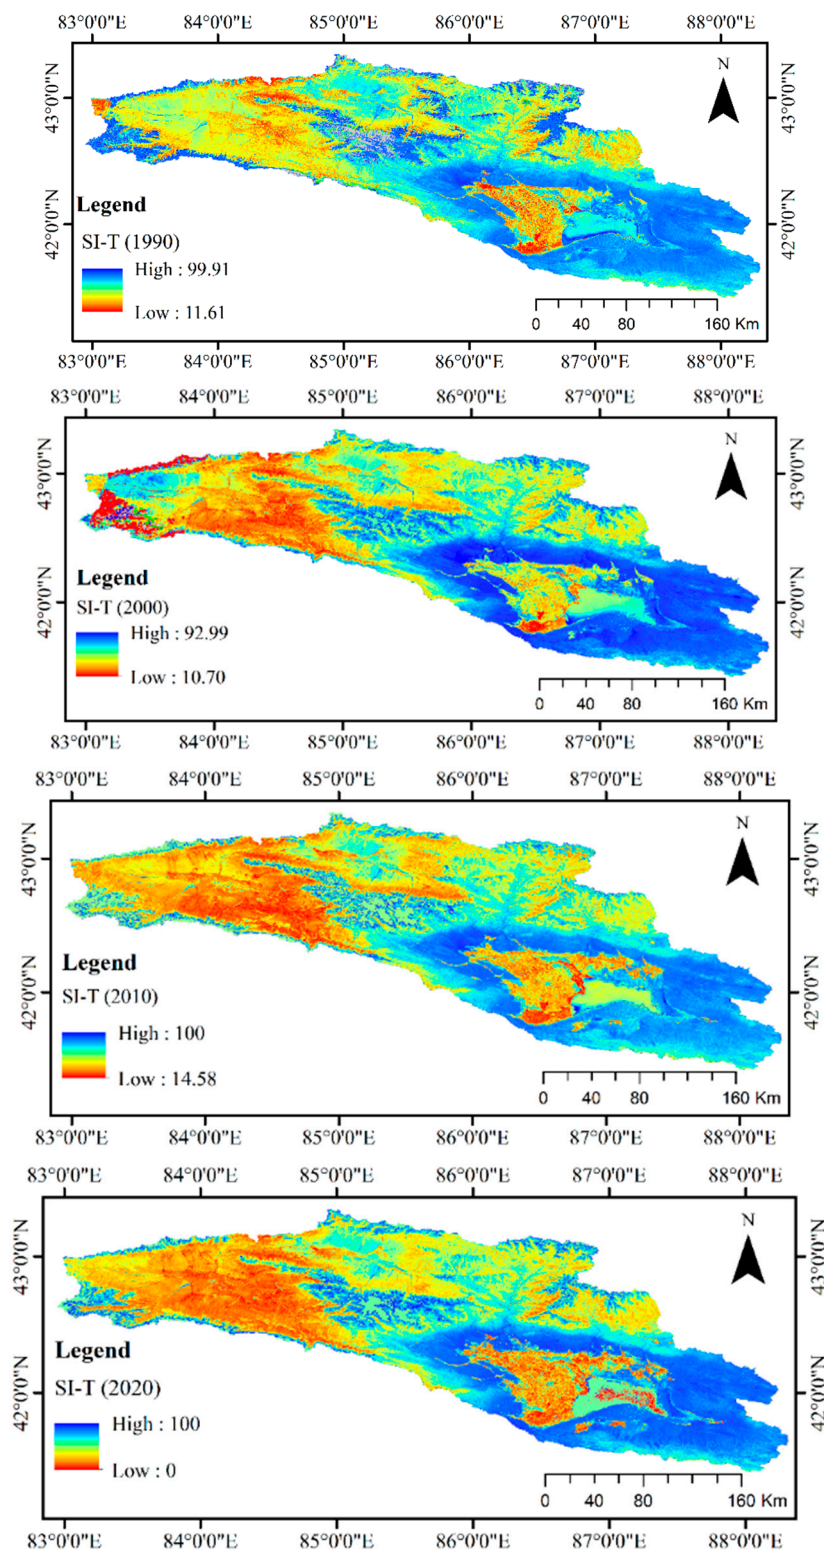 83°0'0"E 84°0'0"E 85°0'0"E 86°0'0"E 87°0'0"E 88°0'0"E
N
43°0'0"N 43°0'0"N
42°0'0"N 42°0'0"N
Legend
SI-T (1990)
High : 99.91
Low : 11.61
0 40 80 160 Km
83°0'0"E 84°0'0"E 85°0'0"E 86°0'0"E 87°0'0"E 88°0'0"E
83°0'0"E 84°0'0"E 85°0'0"E 86°0'0"E 87°0'0"E 88°0'0"E
N
43°0'0"N 43°0'0"N
42°0'0"N 42°0'0"N
Legend
SI-T (2000)
High : 92.99
Low : 10.70
0 40 80 160 Km
83°0'0"E 84°0'0"E 85°0'0"E 86°0'0"E 87°0'0"E 88°0'0"E
83°0'0"E 84°0'0"E 85°0'0"E 86°0'0"E 87°0'0"E 88°0'0"E
N
43°0'0"N 43°0'0"N
42°0'0"N 42°0'0"N
Legend
SI-T (2010)
High : 100
Low : 14.58
0 40 80 160 Km
83°0'0"E 84°0'0"E 85°0'0"E 86°0'0"E 87°0'0"E 88°0'0"E
83°0'0"E 84°0'0"E 85°0'0"E 86°0'0"E 87°0'0"E 88°0'0"E
N
43°0'0"N 43°0'0"N
42°0'0"N 42°0'0"N
Legend
SI-T (2020)
High : 100
Low : 0
0 40 80 160 Km
83°0'0"E 84°0'0"E 85°0'0"E 86°0'0"E 87°0'0"E 88°0'0"E